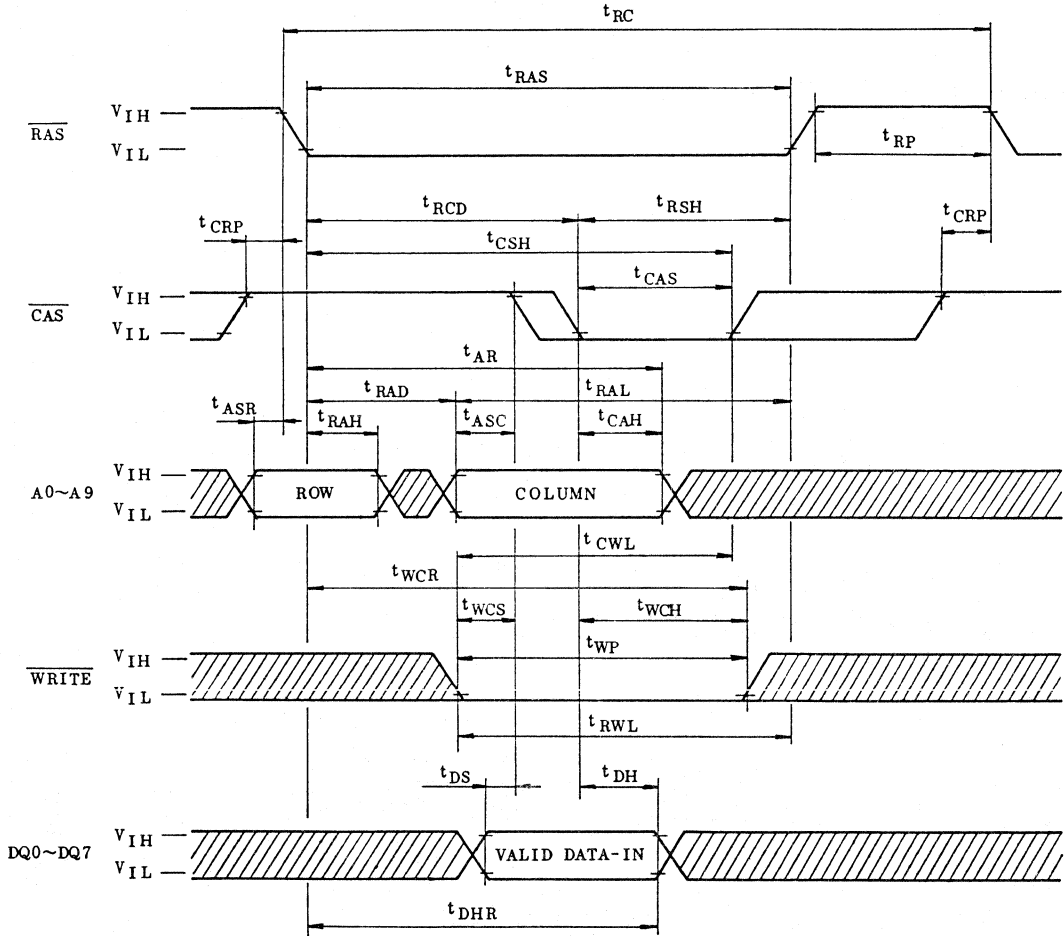 tRC
tRAS
RAS
VIH
VIL
tRP
tRCD
tRSH
tCRP
tCRP
tCSH
tCAS
CAS
VIH
VIL
tAR
tRAD
tRAL
tASR
tRAH
tASC
tCAH
A0~A9
VIH
VIL
ROW
COLUMN
tCWL
tWCR
tWCS
tWCH
tWP
WRITE
VIH
VIL
tRWL
tDS
tDH
DQ0~DQ7
VIH
VIL
VALID DATA-IN
tDHR